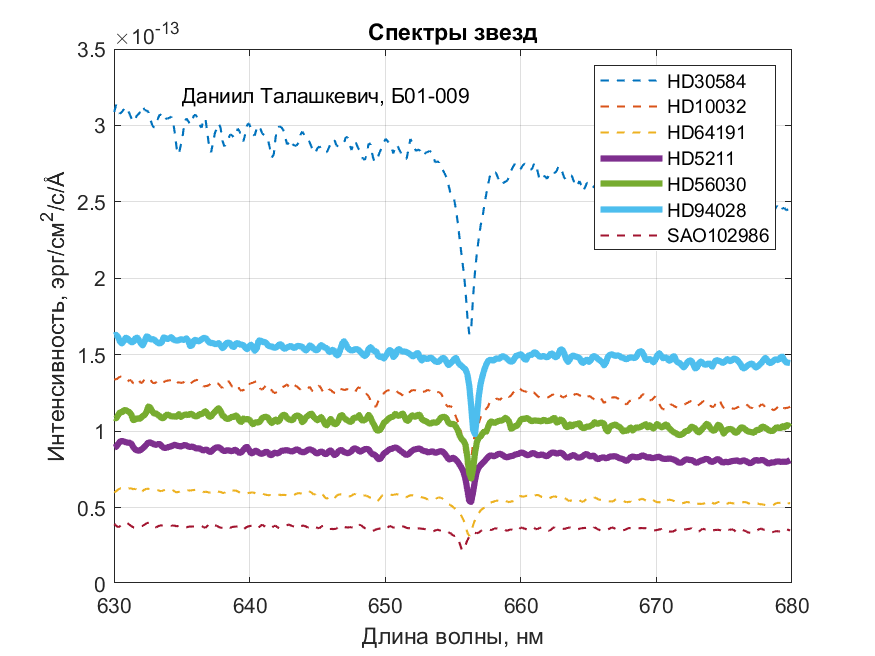 Спектры звезд
×10⁻¹³
Даниил Талашкевич, Б01-009
HD30584
HD10032
HD64191
HD5211
HD56030
HD94028
SAO102986
Интенсивность, эрг/см²/с/Å
3.5
3
2.5
2
1.5
1
0.5
0
630
640
650
660
670
680
Длина волны, нм